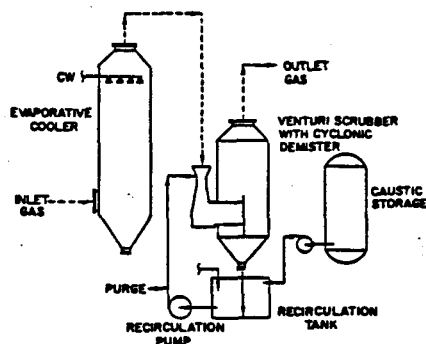 OUTLET
GAS
CW
EVAPORATIVE
COOLER
VENTURI SCRUBBER
WITH CYCLONIC
DEMISTER
CAUSTIC
STORAGE
INLET
GAS
PURGE
RECIRCULATION
PUMP
RECIRCULATION
TANK